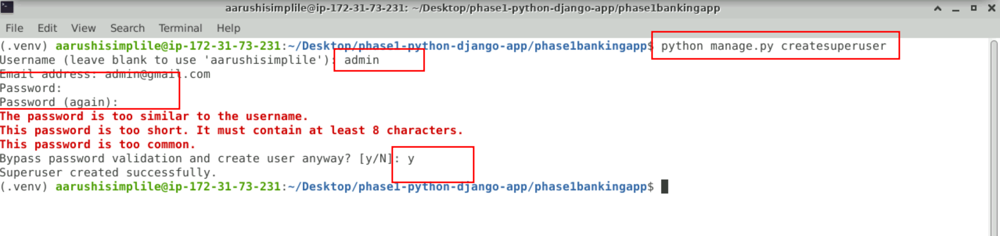 aarushisimplile@ip-172-31-73-231: ~/Desktop/phase1-python-django-app/phase1bankingapp
File Edit View Search Terminal Help
(.venv) aarushisimplile@ip-172-31-73-231:~/Desktop/phase1-python-django-app/phase1bankingapp$ python manage.py createsuperuser
Username (leave blank to use 'aarushisimplile'): admin
Email address: admin@gmail.com
Password:
Password (again):
The password is too similar to the username.
This password is too short. It must contain at least 8 characters.
This password is too common.
Bypass password validation and create user anyway? [y/N]: y
Superuser created successfully.
(.venv) aarushisimplile@ip-172-31-73-231:~/Desktop/phase1-python-django-app/phase1bankingapp$